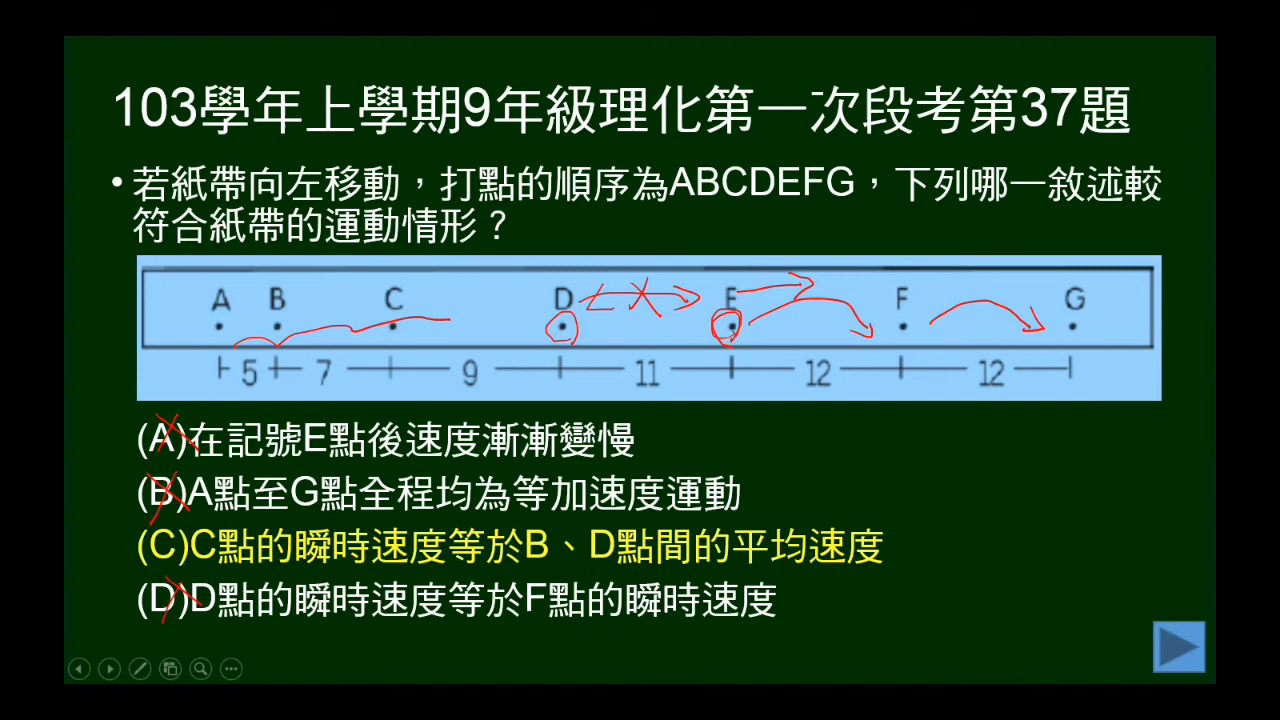 103學年上學期9年級理化第一次段考第37題
• 若紙帶向左移動，打點的順序為ABCDEFG，下列哪一敘述較
符合紙帶的運動情形？
A B C D E F G
5 7 9 11 12 12
(A)在記號E點後速度漸漸變慢
(B)A點至G點全程均為等加速度運動
(C)C點的瞬時速度等於B、D點間的平均速度
(D)D點的瞬時速度等於F點的瞬時速度